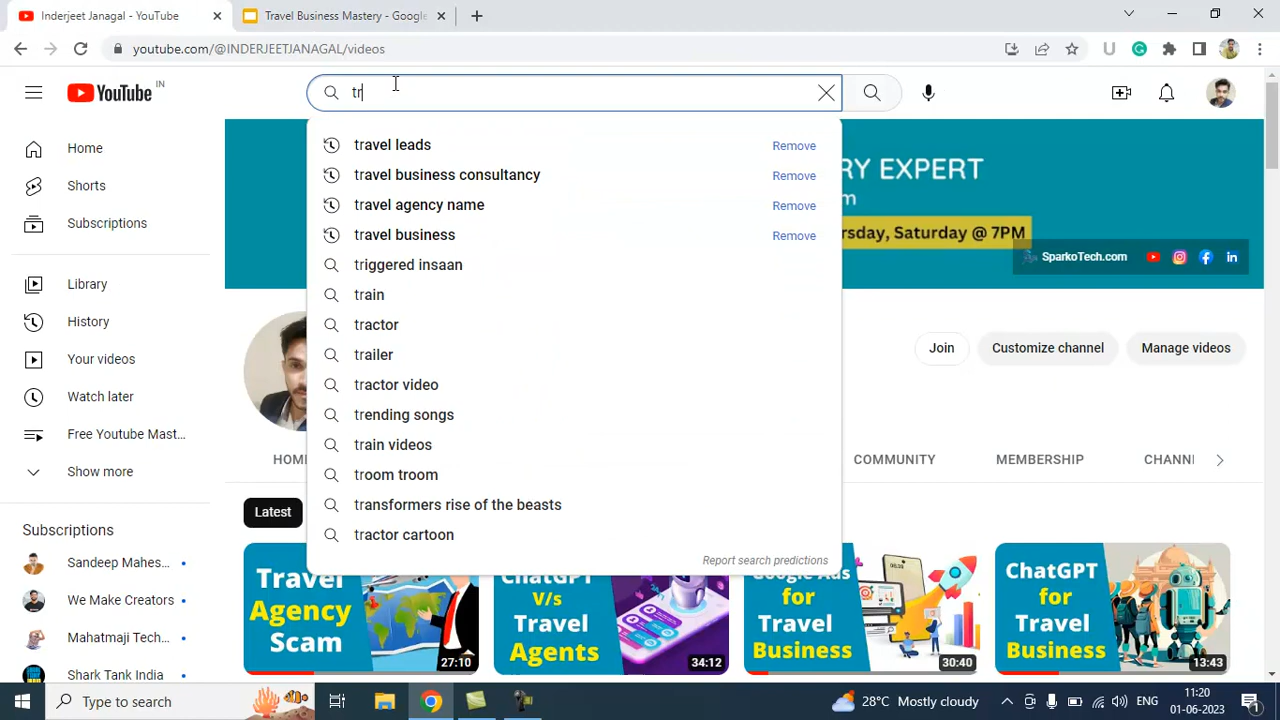 Inderjeet Janagal - YouTube
Travel Business Mastery - Google
youtube.com/@INDERJEETJANAGAL/videos
YouTube IN
tr
travel leads Remove
travel business consultancy Remove
travel agency name Remove
travel business Remove
triggered insaan
train
tractor
trailer
tractor video
trending songs
train videos
troom troom
transformers rise of the beasts
tractor cartoon
Report search predictions
Home
Shorts
Subscriptions
Library
History
Your videos
Watch later
Free Youtube Mast...
Show more
Subscriptions
Sandeep Mahes...
We Make Creators
Mahatmaji Tech...
Shark Tank India
RY EXPERT
m
rsday, Saturday @ 7PM
SparkoTech.com
Join
Customize channel
Manage videos
HOM
COMMUNITY
MEMBERSHIP
CHANN
Latest
Travel
Agency
Scam
27:10
ChatGPT
V/s
Travel
Agents
34:12
Google Ads
for
Travel
Business
30:40
ChatGPT
for
Travel
Business
13:43
Type to search
28°C Mostly cloudy
ENG
11:20
01-06-2023
1